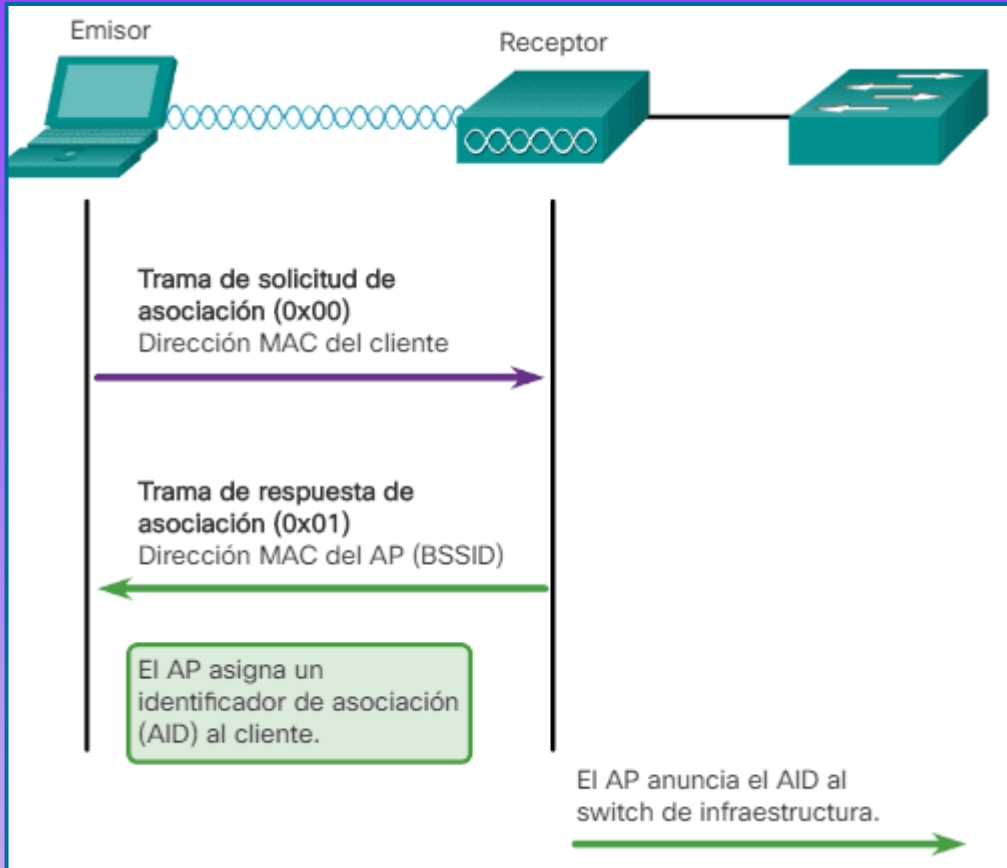 Emisor
Receptor
Trama de solicitud de
asociación (0x00)
Dirección MAC del cliente
Trama de respuesta de
asociación (0x01)
Dirección MAC del AP (BSSID)
El AP asigna un
identificador de asociación
(AID) al cliente.
El AP anuncia el AID al
switch de infraestructura.